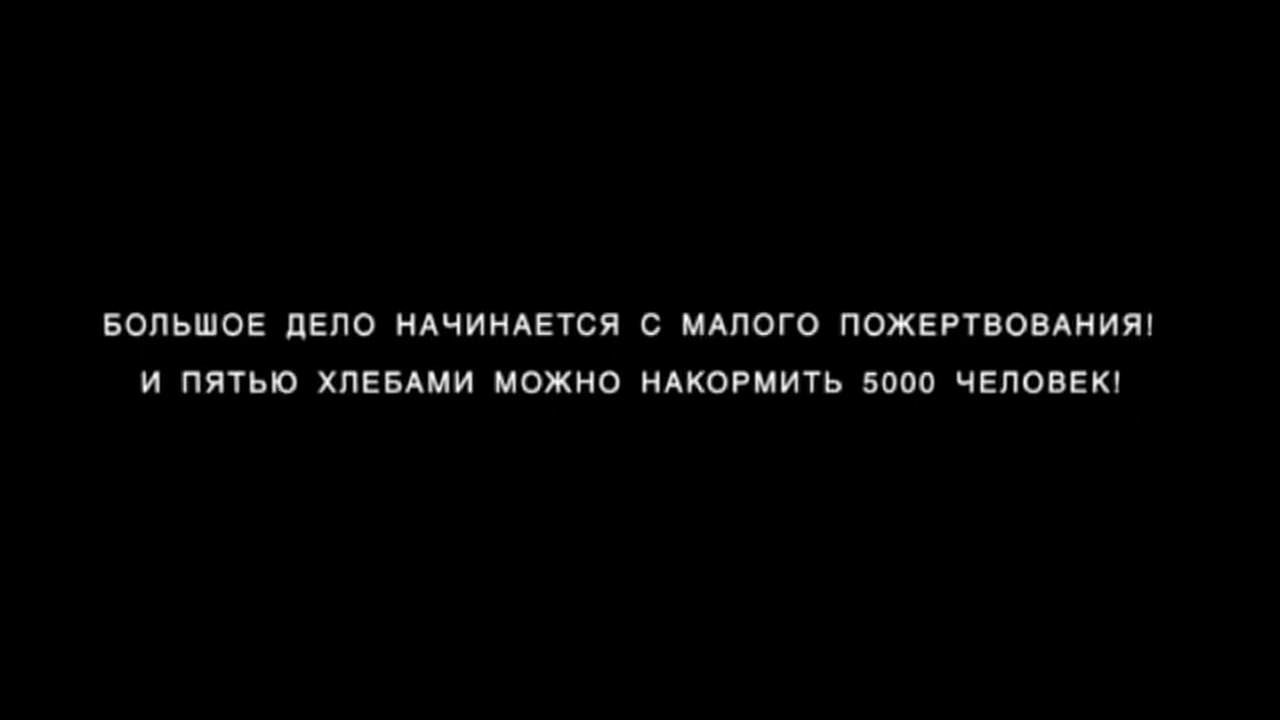 БОЛЬШОЕ ДЕЛО НАЧИНАЕТСЯ С МАЛОГО ПОЖЕРТВОВАНИЯ!
И ПЯТЬЮ ХЛЕБАМИ МОЖНО НАКОРМИТЬ 5000 ЧЕЛОВЕК!